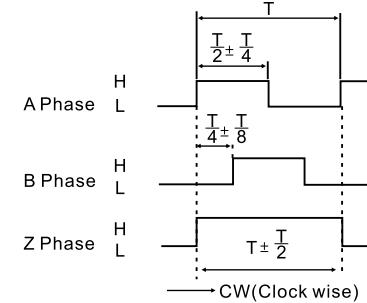 T
T/2 ± T/4
H
A Phase L
T/4 ± T/8
H
B Phase L
H
Z Phase L
T ± T/2
CW(Clock wise)